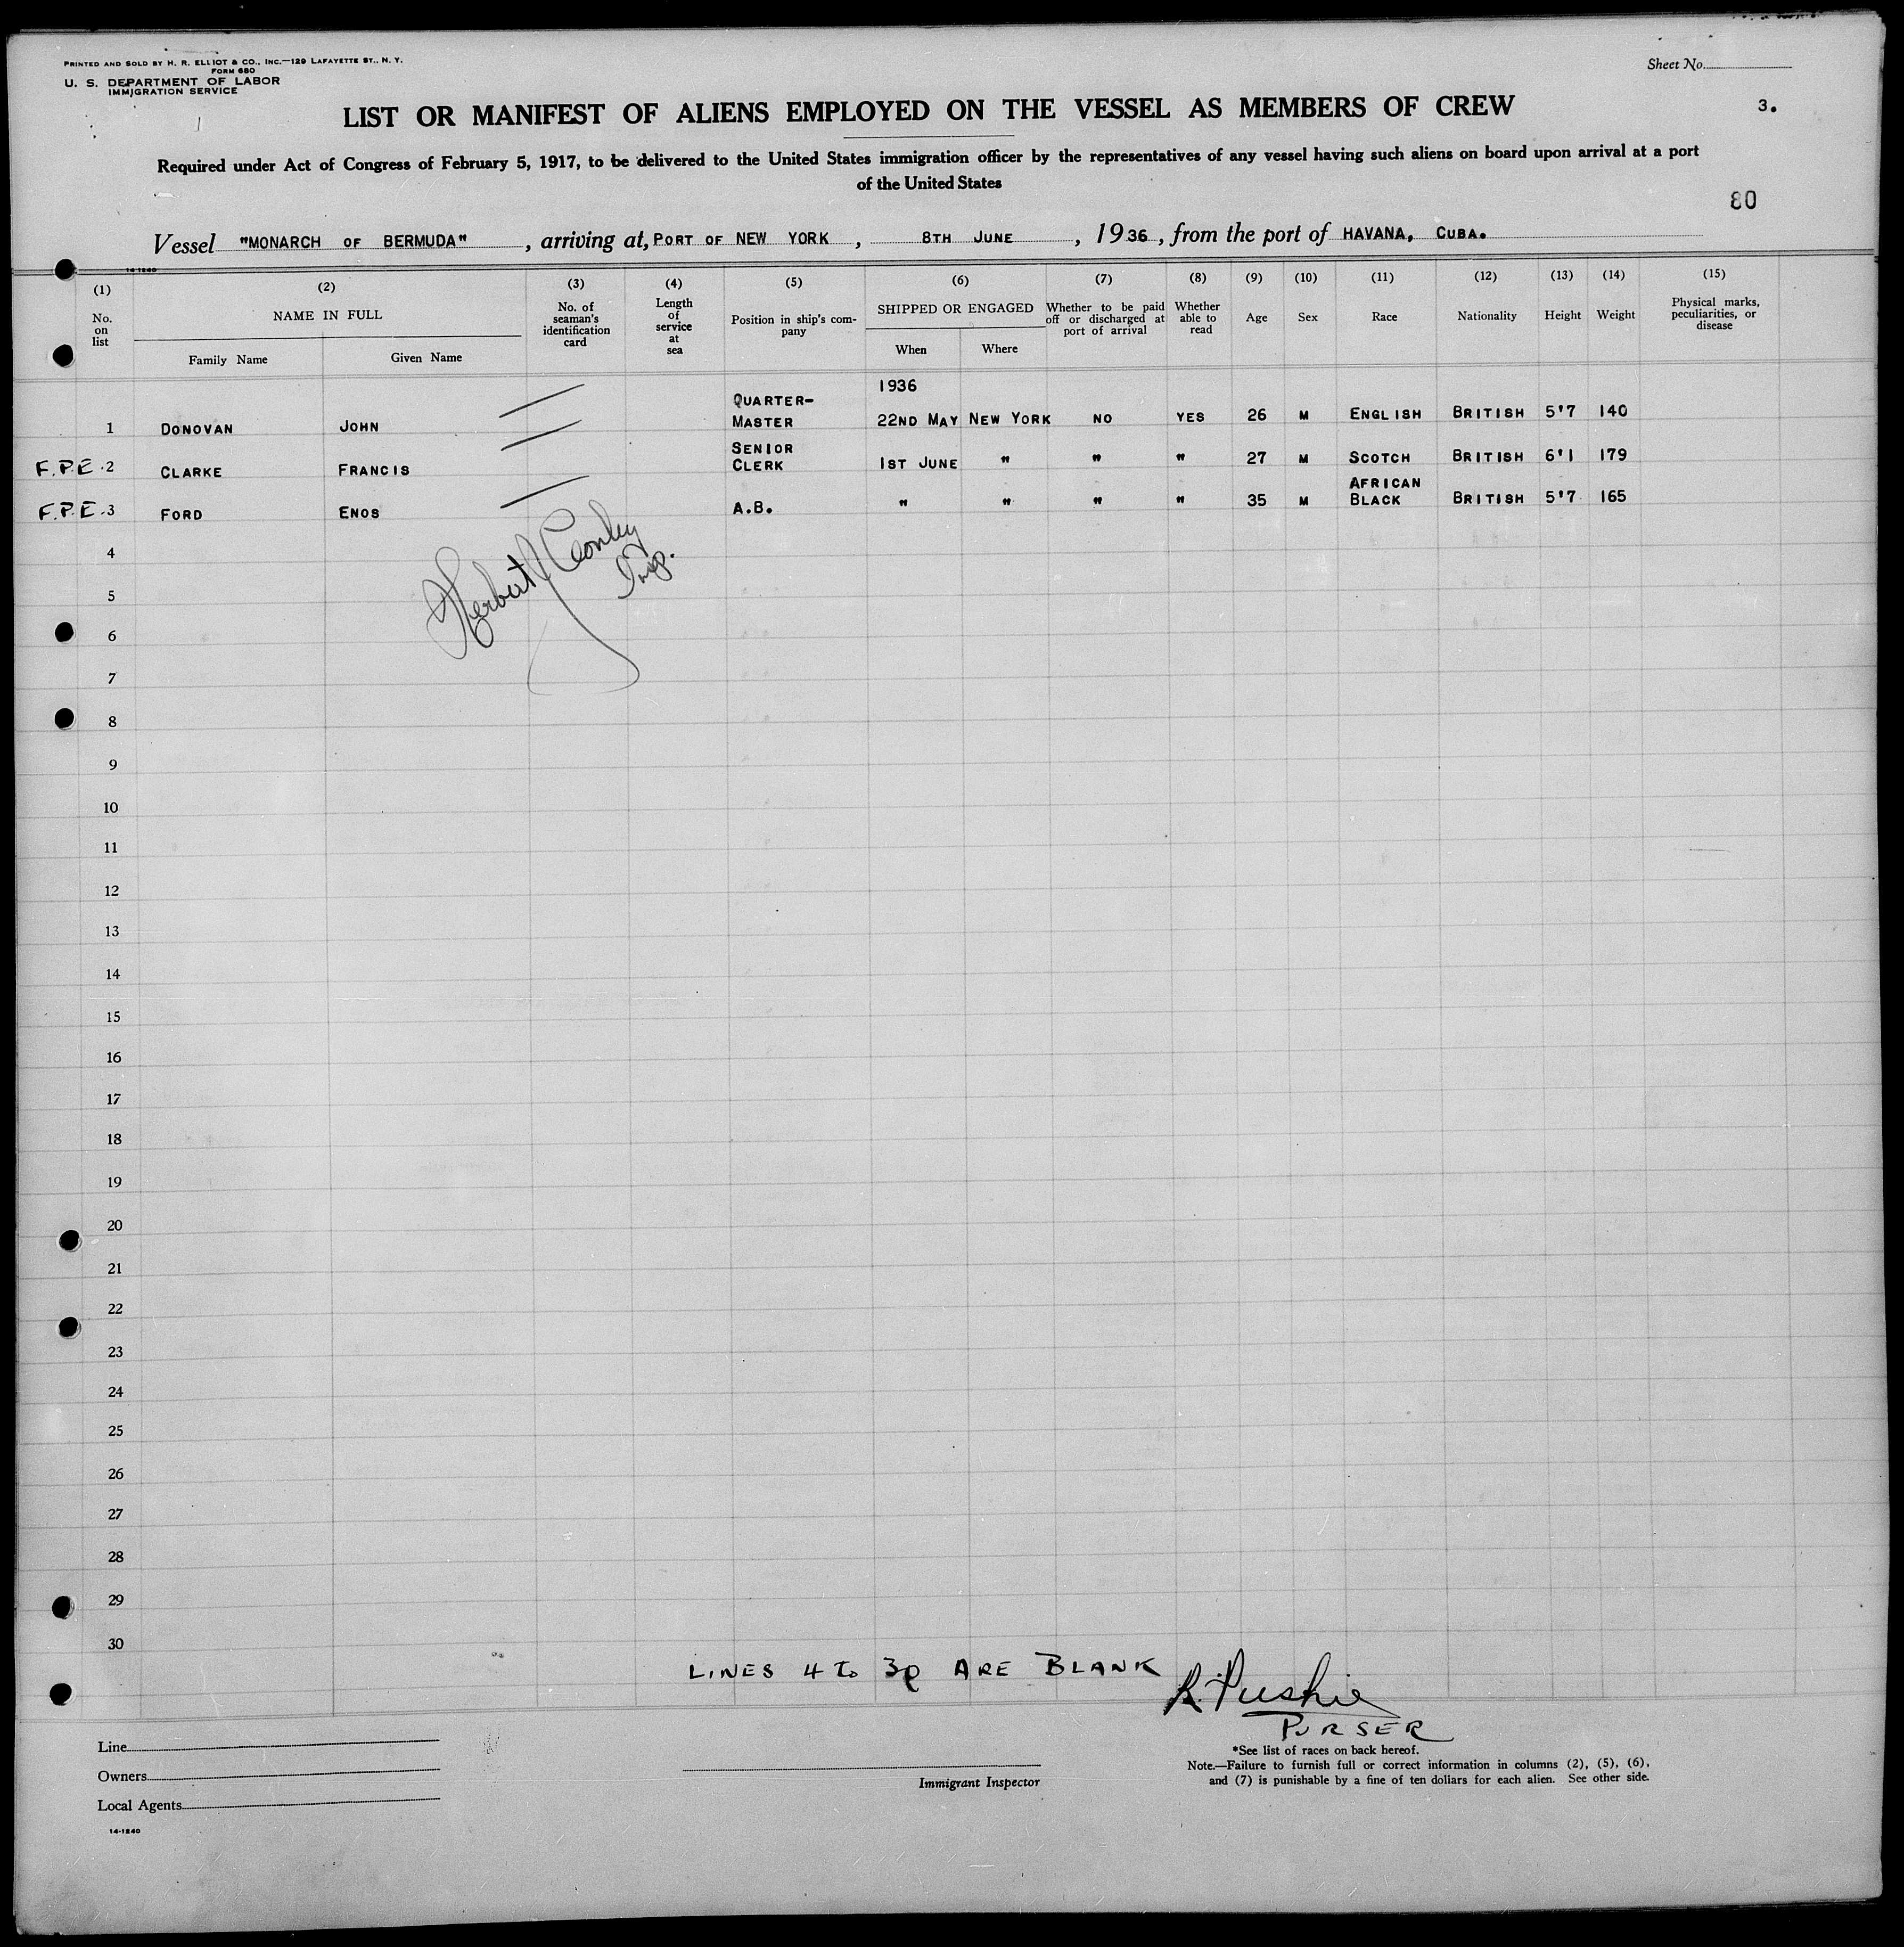 PRINTED AND SOLD BY H. R. ELLIOT & CO., INC.—129 LAFAYETTE ST., N. Y.
FORM 680
U. S. DEPARTMENT OF LABOR
IMMIGRATION SERVICE
Sheet No.
3.
LIST OR MANIFEST OF ALIENS EMPLOYED ON THE VESSEL AS MEMBERS OF CREW
Required under Act of Congress of February 5, 1917, to be delivered to the United States immigration officer by the representatives of any vessel having such aliens on board upon arrival at a port
of the United States
80
Vessel "MONARCH OF BERMUDA", arriving at, PORT OF NEW YORK, 8TH JUNE, 1936, from the port of HAVANA, CUBA.
14-1240
(1) No. on list
(2) NAME IN FULL
Family Name
Given Name
(3) No. of seaman's identification card
(4) Length of service at sea
(5) Position in ship's company
(6) SHIPPED OR ENGAGED
When
Where
(7) Whether to be paid off or discharged at port of arrival
(8) Whether able to read
(9) Age
(10) Sex
(11) Race
(12) Nationality
(13) Height
(14) Weight
(15) Physical marks, peculiarities, or disease
1936
1 DONOVAN JOHN QUARTER-MASTER 22ND MAY NEW YORK NO YES 26 M ENGLISH BRITISH 5'7 140
F.P.E. 2 CLARKE FRANCIS SENIOR CLERK 1ST JUNE " " " 27 M SCOTCH BRITISH 6'1 179
F.P.E. 3 FORD ENOS A.B. " " " " 35 M AFRICAN BLACK BRITISH 5'7 165
Herbert J Conley
Insp.
4
5
6
7
8
9
10
11
12
13
14
15
16
17
18
19
20
21
22
23
24
25
26
27
28
29
30
LINES 4 To 30 ARE BLANK
R. Pushie
PURSER
Line
Owners
Local Agents
14-1240
Immigrant Inspector
*See list of races on back hereof.
Note.—Failure to furnish full or correct information in columns (2), (5), (6),
and (7) is punishable by a fine of ten dollars for each alien. See other side.